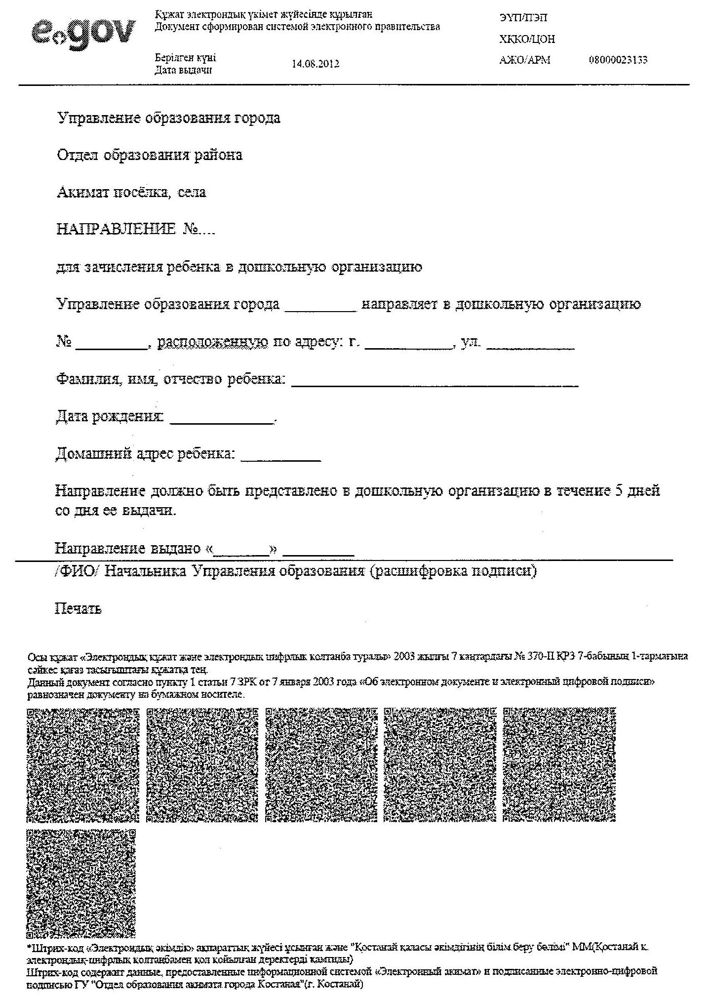 e.gov
Құжат электрондық үкімет жүйесінде құрылған
Документ сформирован системой электронного правительства
ЭҮП/ПЭП
ХҚКО/ЦОН
Берілген күні
Дата выдачи
14.08.2012
АЖО/АРМ 08000023133
Управление образования города
Отдел образования района
Акимат посёлка, села
НАПРАВЛЕНИЕ №....
для зачисления ребенка в дошкольную организацию
Управление образования города _________ направляет в дошкольную организацию
№ _________, расположенную по адресу: г. ___________, ул. ___________
Фамилия, имя, отчество ребенка: ____________________________________
Дата рождения: _____________.
Домашний адрес ребенка: __________
Направление должно быть представлено в дошкольную организацию в течение 5 дней
со дня ее выдачи.
Направление выдано «_______» _________
/ФИО/ Начальника Управления образования (расшифровка подписи)
Печать
Осы құжат «Электрондық құжат және электрондық цифрлық қолтаңба туралы» 2003 жылғы 7 қаңтардағы № 370-II ҚРЗ 7-бабының 1-тармағына
сәйкес қағаз тасығыштағы құжатқа тең.
Данный документ согласно пункту 1 статьи 7 ЗРК от 7 января 2003 года «Об электронном документе и электронный цифровой подписи»
равнозначен документу на бумажном носителе.
*Штрих-код «Электрондық әкімдік» ақпараттық жүйесі ұсынған және "Қостанай қаласы әкімдігінің білім беру бөлімі" ММ(Қостанай қ.
электрондық-цифрлық қолтаңбамен қол қойылған деректерді қамтиды)
Штрих-код содержит данные, предоставленные информационной системой «Электронный акимат» и подписанные электронно-цифровой
подписью ГУ "Отдел образования акимата города Костаная"(г. Костанай)